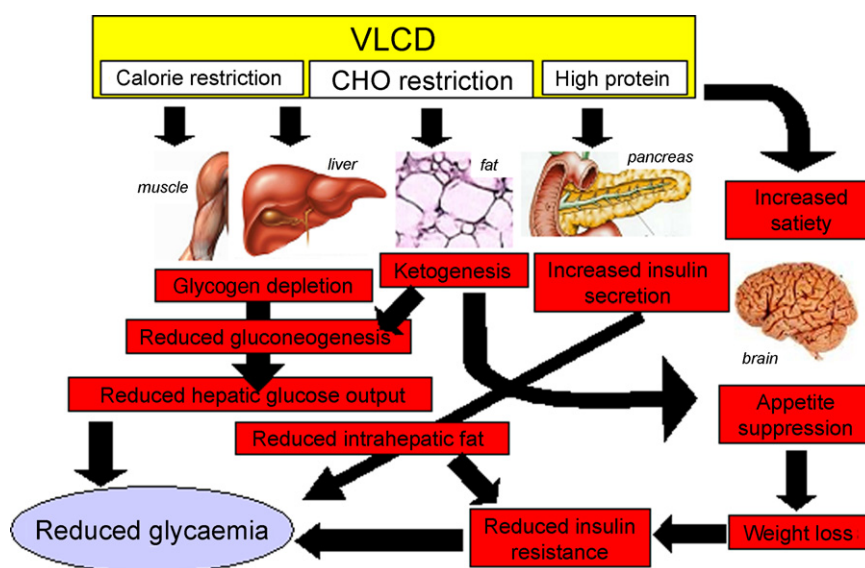 VLCD
Calorie restriction
CHO restriction
High protein
muscle
liver
fat
pancreas
Increased
satiety
Glycogen depletion
Ketogenesis
Increased insulin
secretion
Reduced gluconeogenesis
brain
Reduced hepatic glucose output
Appetite
suppression
Reduced intrahepatic fat
Reduced glycaemia
Reduced insulin
resistance
Weight loss